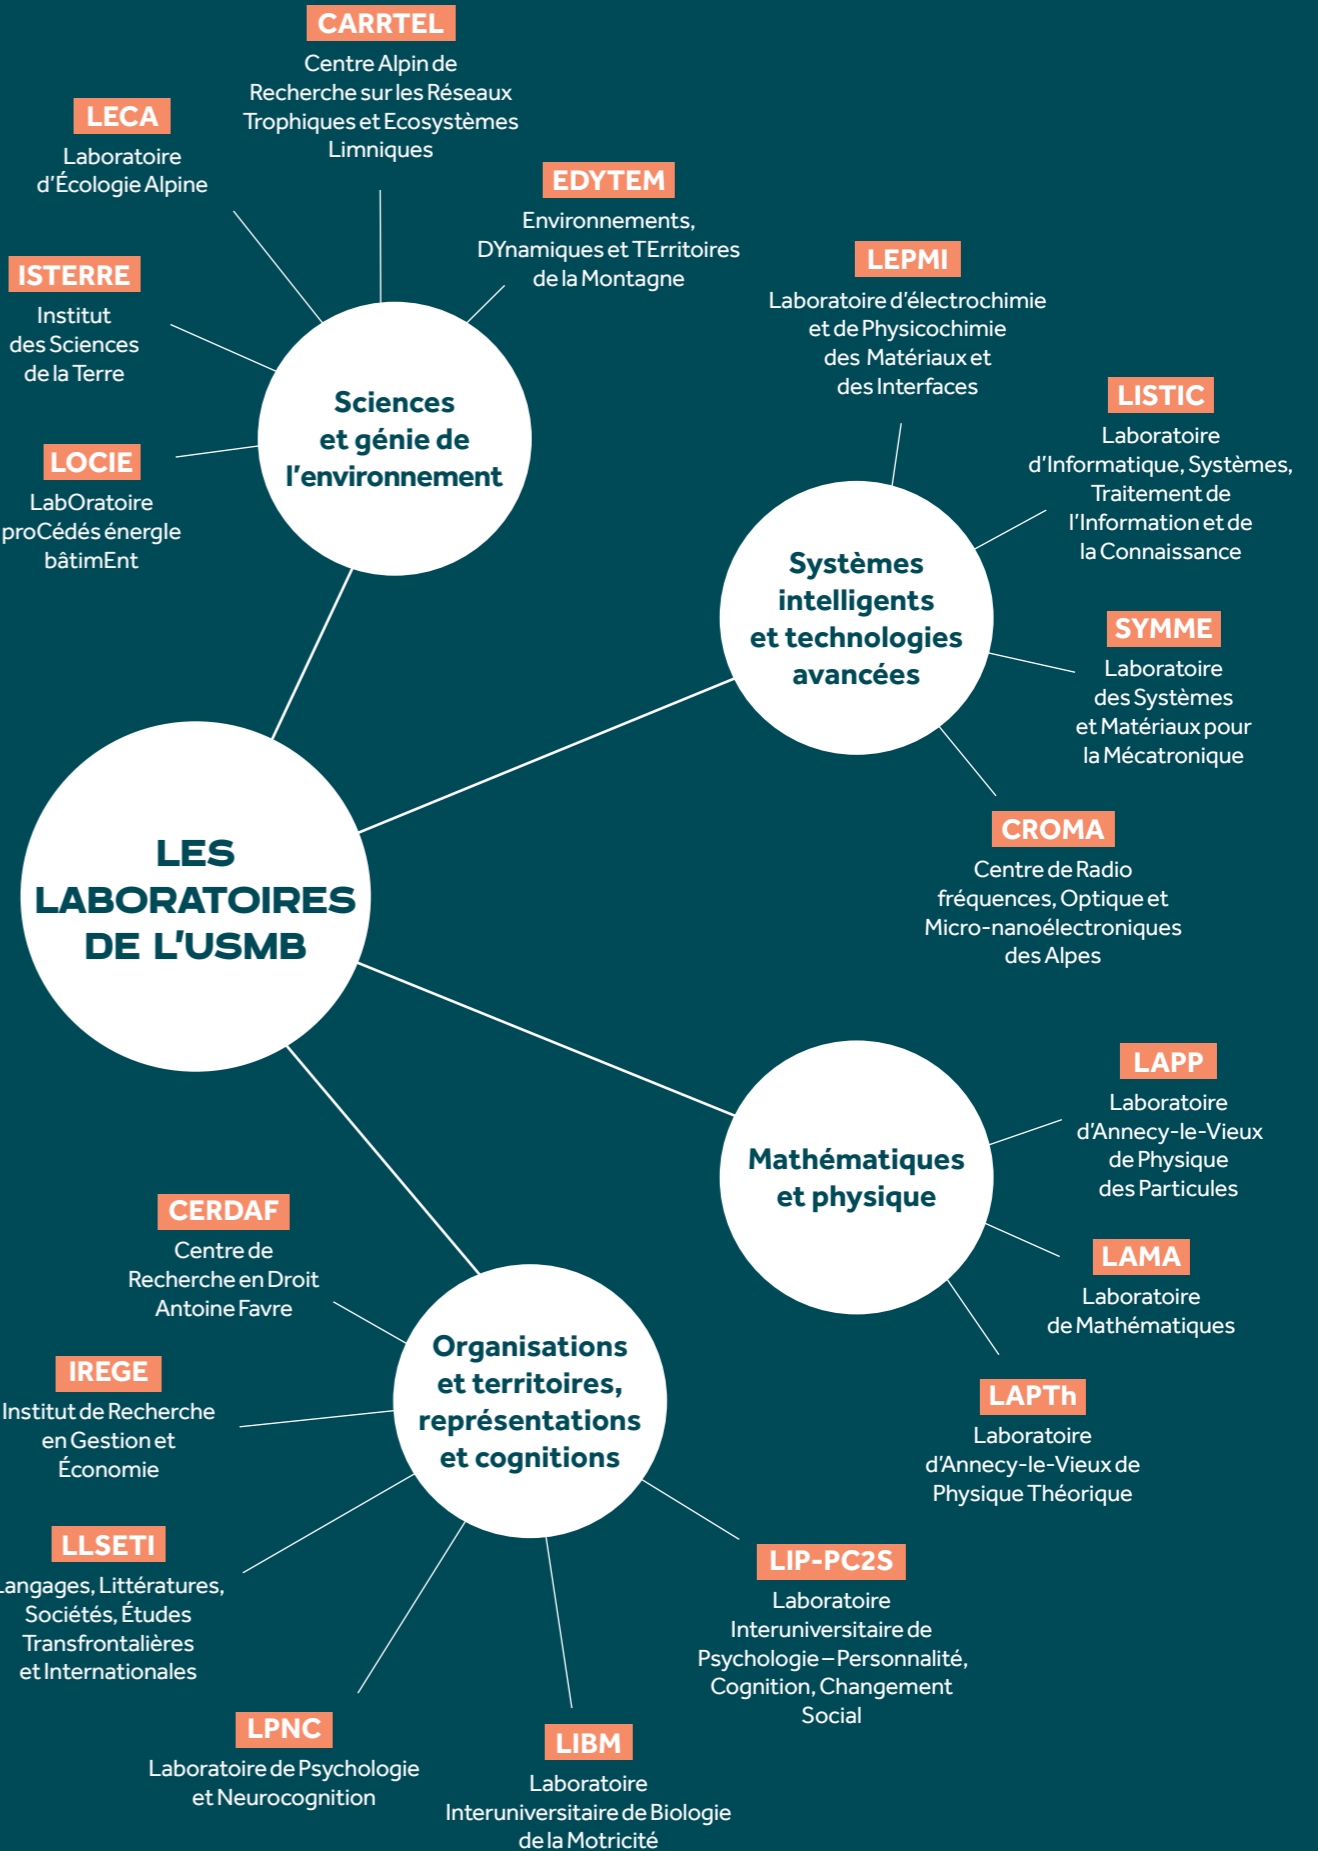 CARRTEL
Centre Alpin de
Recherche sur les Réseaux
Trophiques et Ecosystèmes
Limniques
LECA
Laboratoire
d'Écologie Alpine
EDYTEM
Environnements,
DYnamiques et TErritoires
de la Montagne
ISTERRE
Institut
des Sciences
de la Terre
LOCIE
LabOratoire
proCédés énergIe
bâtimEnt
Sciences
et génie de
l'environnement
LEPMI
Laboratoire d'électrochimie
et de Physicochimie
des Matériaux et
des Interfaces
LISTIC
Laboratoire
d'Informatique, Systèmes,
Traitement de
l'Information et de
la Connaissance
SYMME
Laboratoire
des Systèmes
et Matériaux pour
la Mécatronique
CROMA
Centre de Radio
fréquences, Optique et
Micro-nanoélectroniques
des Alpes
Systèmes
intelligents
et technologies
avancées
LES
LABORATOIRES
DE L'USMB
Mathématiques
et physique
LAPP
Laboratoire
d'Annecy-le-Vieux
de Physique
des Particules
LAMA
Laboratoire
de Mathématiques
LAPTh
Laboratoire
d'Annecy-le-Vieux de
Physique Théorique
Organisations
et territoires,
représentations
et cognitions
CERDAF
Centre de
Recherche en Droit
Antoine Favre
IREGE
Institut de Recherche
en Gestion et
Économie
LLSETI
Langages, Littératures,
Sociétés, Études
Transfrontalières
et Internationales
LPNC
Laboratoire de Psychologie
et Neurocognition
LIBM
Laboratoire
Interuniversitaire de Biologie
de la Motricité
LIP-PC2S
Laboratoire
Interuniversitaire de
Psychologie – Personnalité,
Cognition, Changement
Social